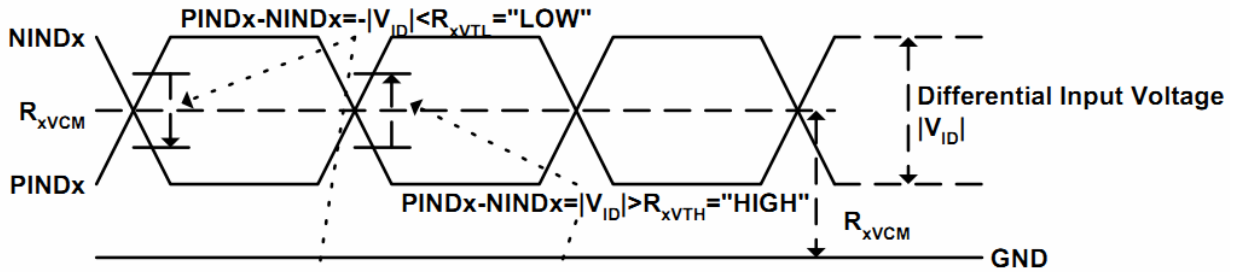 PINDx-NINDx=-|VID|<RxVTL="LOW"
NINDx
RxVCM
Differential Input Voltage
|VID|
PINDx
PINDx-NINDx=|VID|>RxVTH="HIGH"
RxVCM
GND